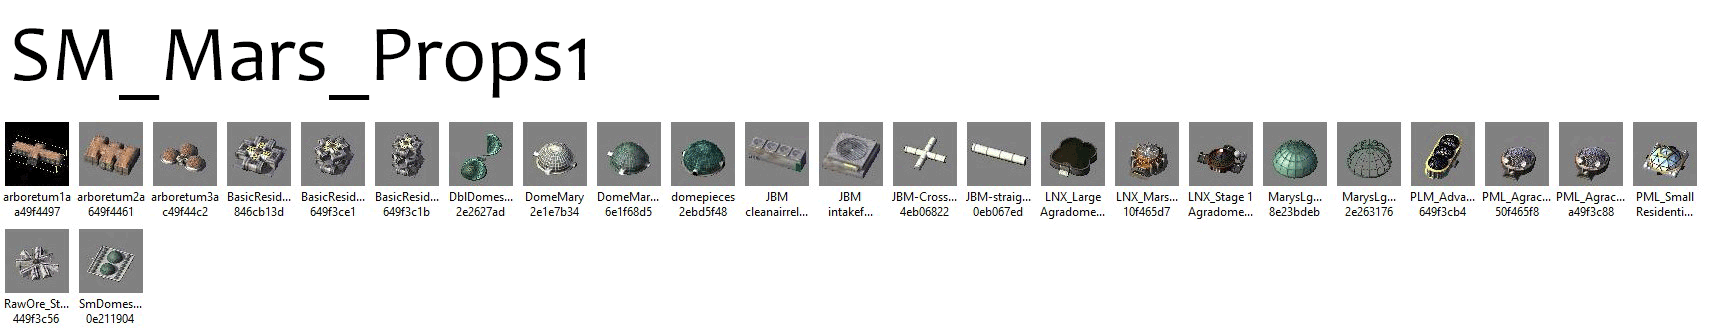 SM_Mars_Props1
arboretum1a a49f4497
arboretum2a 649f4461
arboretum3a c49f44c2
BasicResid... 846cb13d
BasicResid... 649f3ce1
BasicResid... 649f3c1b
DblDomes... 2e2627ad
DomeMary 2e1e7b34
DomeMar... 6e1f68d5
domepieces 2ebd5f48
JBM cleanairrel...
JBM intakef...
JBM-Cross... 4eb06822
JBM-straig... 0eb067ed
LNX_Large Agradome...
LNX_Mars... 10f465d7
LNX_Stage 1 Agradome...
MarysLg... 8e23bdeb
MarysLg... 2e263176
PLM_Adva... 649f3cb4
PML_Agrac... 50f465f8
PML_Agrac... a49f3c88
PML_Small Residenti...
RawOre_St... 449f3c56
SmDomes... 0e211904